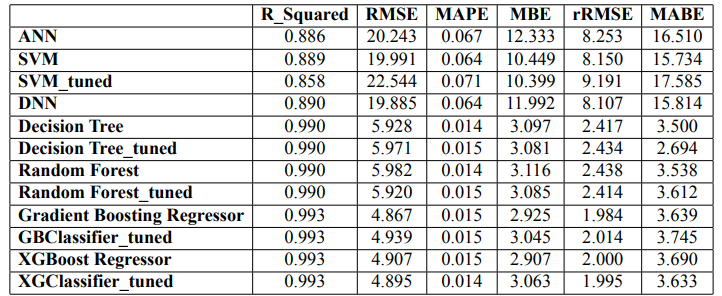 R_Squared RMSE MAPE MBE rRMSE MABE
ANN 0.886 20.243 0.067 12.333 8.253 16.510
SVM 0.889 19.991 0.064 10.449 8.150 15.734
SVM_tuned 0.858 22.544 0.071 10.399 9.191 17.585
DNN 0.890 19.885 0.064 11.992 8.107 15.814
Decision Tree 0.990 5.928 0.014 3.097 2.417 3.500
Decision Tree_tuned 0.990 5.971 0.015 3.081 2.434 2.694
Random Forest 0.990 5.982 0.014 3.116 2.438 3.538
Random Forest_tuned 0.990 5.920 0.015 3.085 2.414 3.612
Gradient Boosting Regressor 0.993 4.867 0.015 2.925 1.984 3.639
GBClassifier_tuned 0.993 4.939 0.015 3.045 2.014 3.745
XGBoost Regressor 0.993 4.907 0.015 2.907 2.000 3.690
XGClassifier_tuned 0.993 4.895 0.014 3.063 1.995 3.633